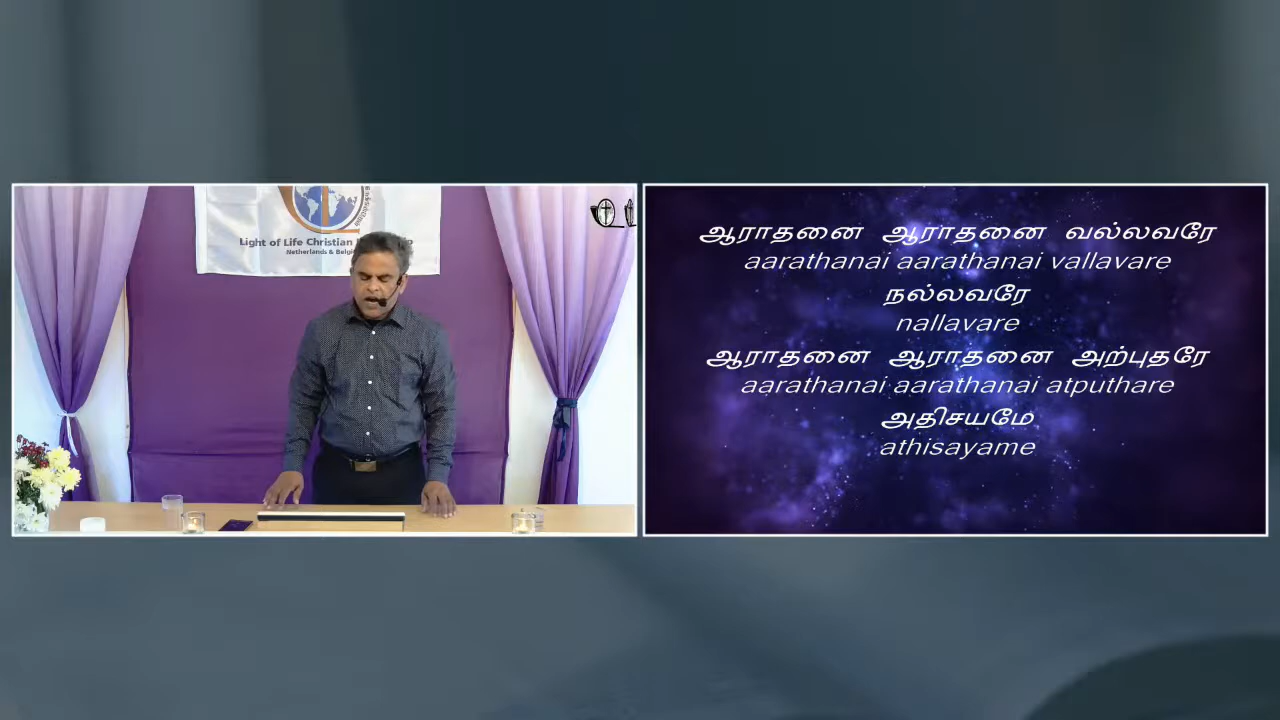 Light of Life Christian
Netherlands & Belgi
ஆராதனை ஆராதனை வல்லவரே
aarathanai aarathanai vallavare
நல்லவரே
nallavare
ஆராதனை ஆராதனை அற்புதரே
aarathanai aarathanai atputhare
அதிசயமே
athisayame